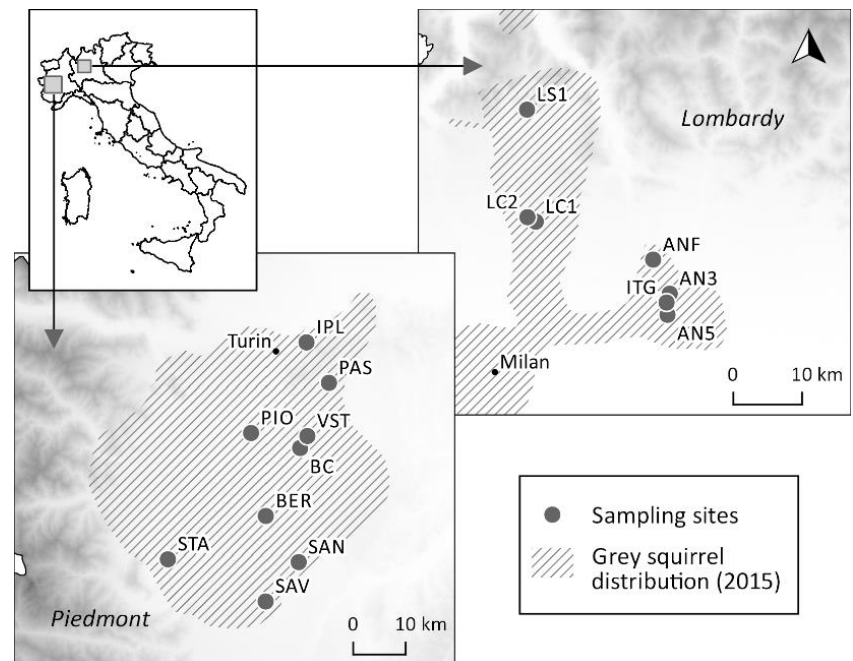 LS1
Lombardy
LC2
LC1
ANF
AN3
ITG
AN5
Milan
0 10 km
Turin
IPL
PAS
PIO
VST
BC
BER
STA
SAN
SAV
Piedmont
0 10 km
Sampling sites
Grey squirrel
distribution (2015)